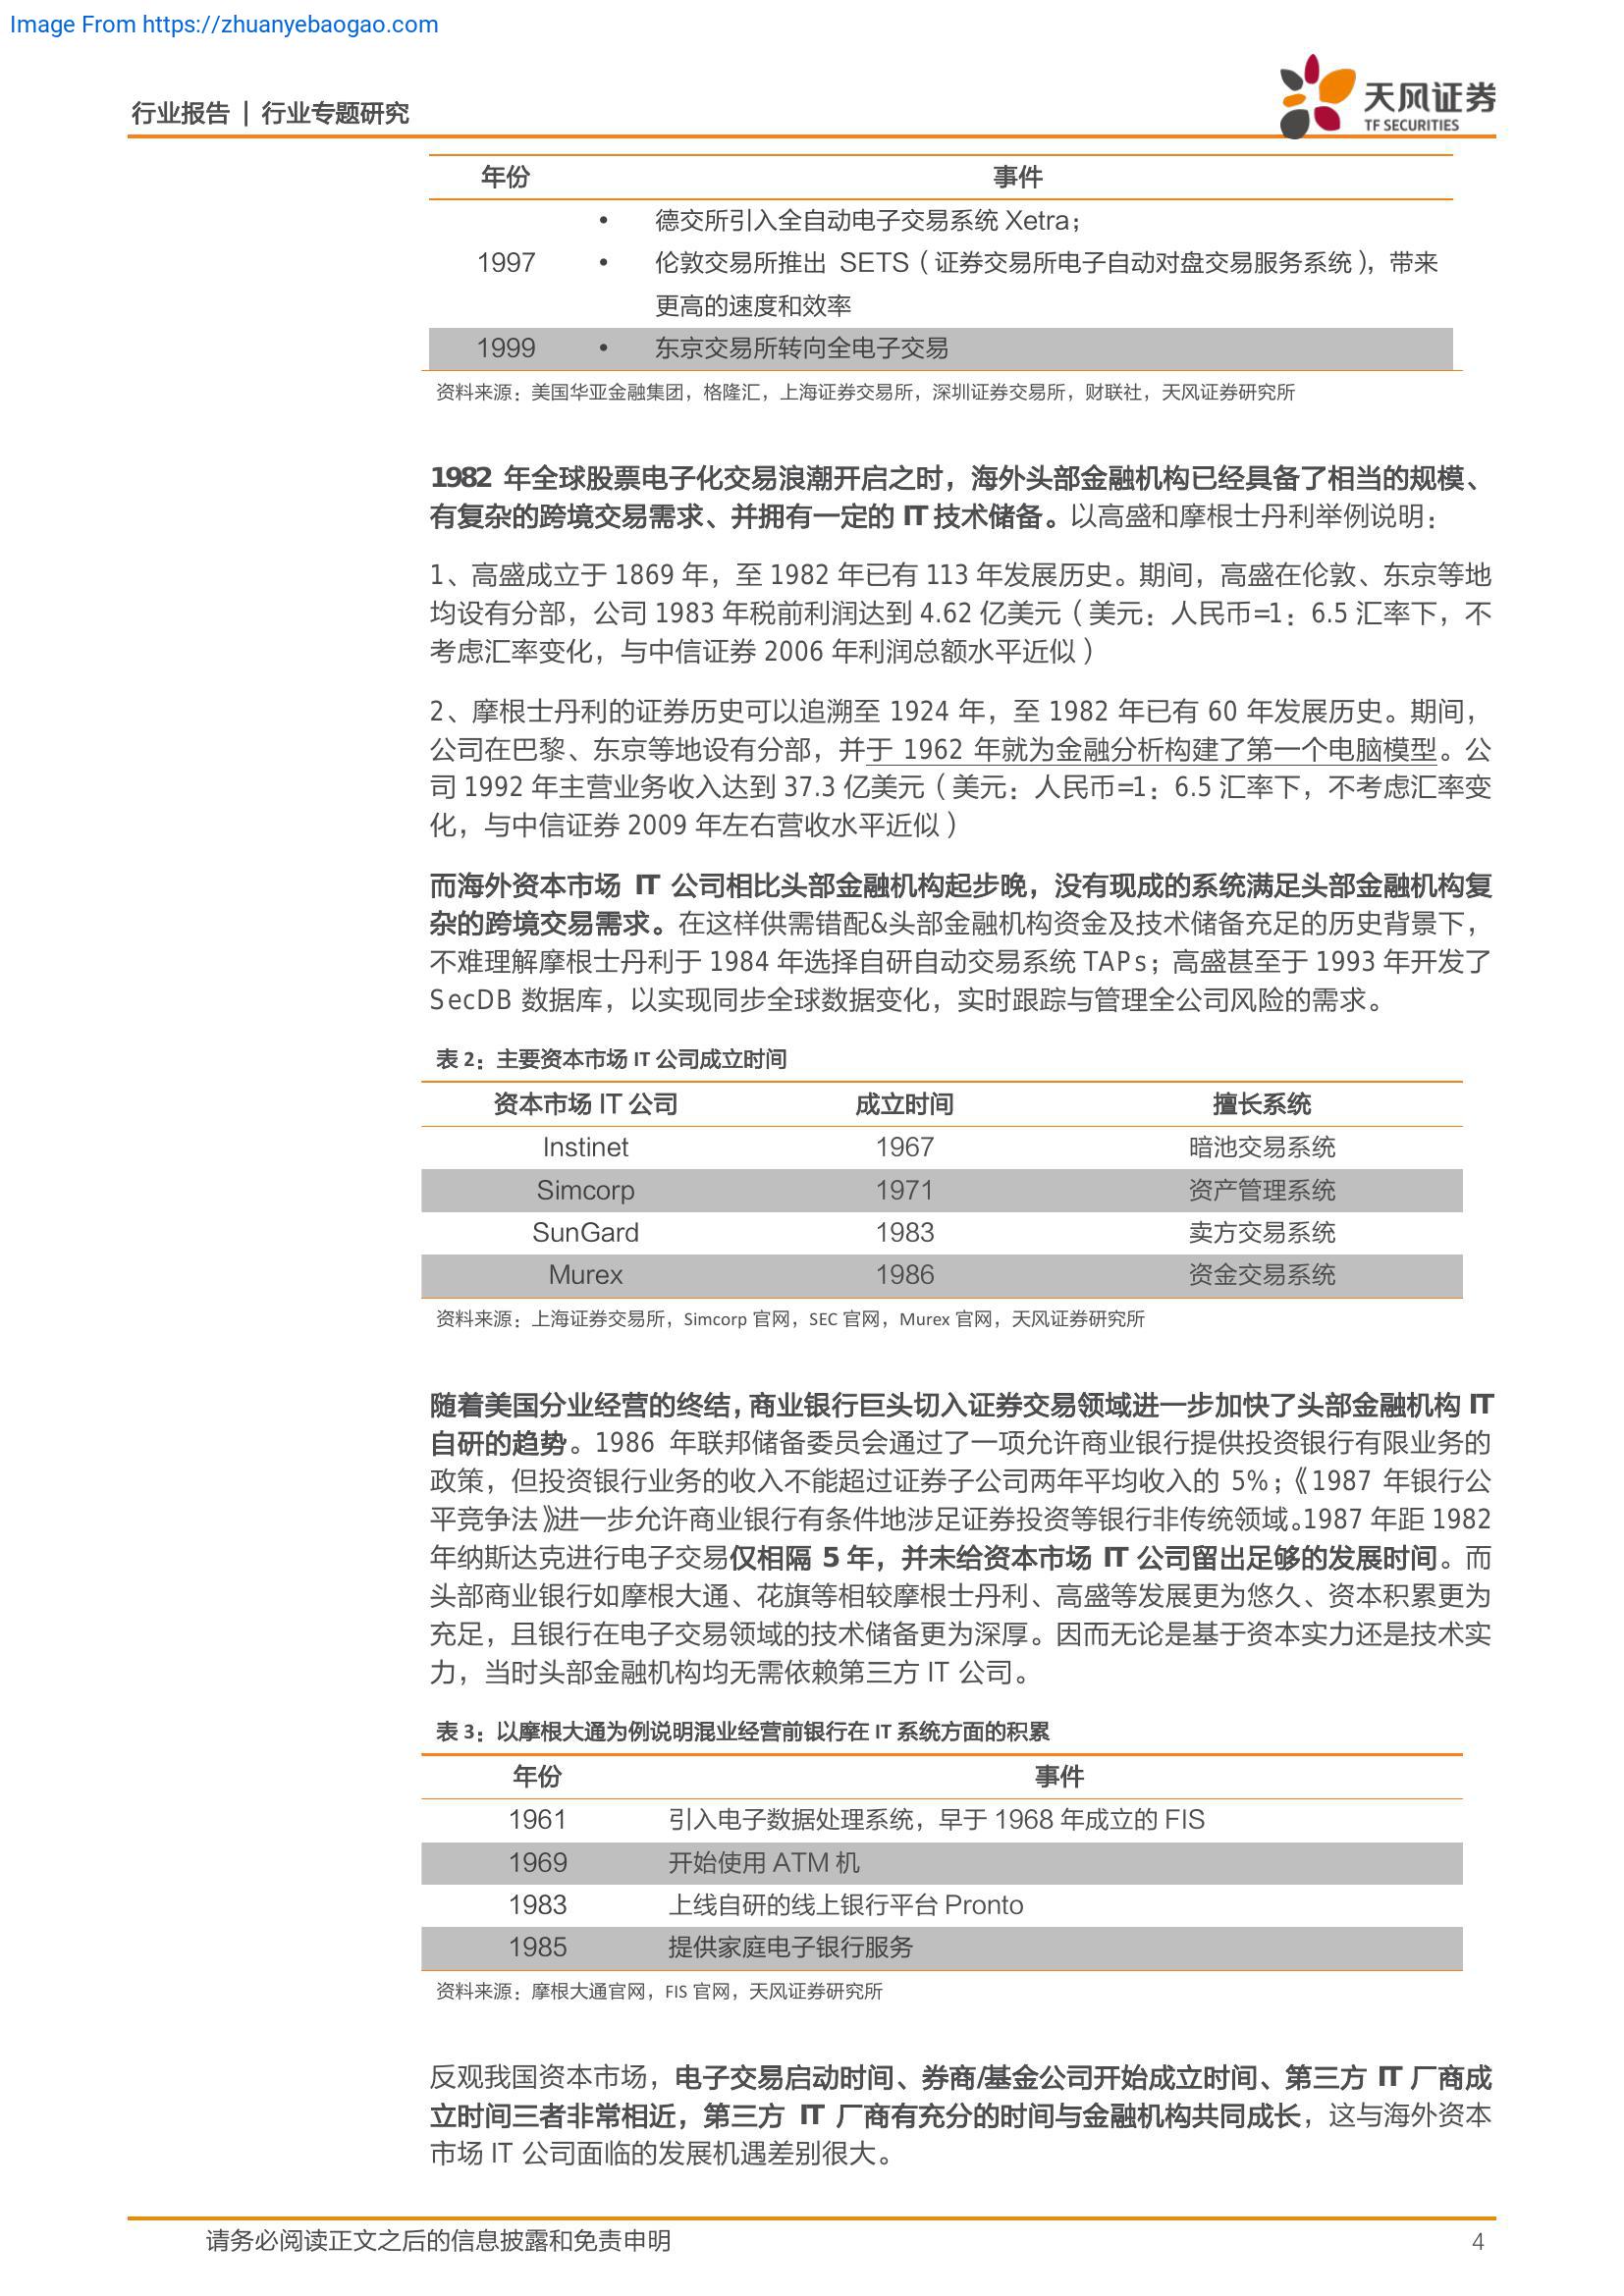 Image From https://zhuanyebaogao.com
行业报告 | 行业专题研究
天风证券
TF SECURITIES
年份 事件
• 德交所引入全自动电子交易系统 Xetra；
1997 • 伦敦交易所推出 SETS（证券交易所电子自动对盘交易服务系统），带来
更高的速度和效率
1999 • 东京交易所转向全电子交易
资料来源：美国华亚金融集团，格隆汇，上海证券交易所，深圳证券交易所，财联社，天风证券研究所
1982 年全球股票电子化交易浪潮开启之时，海外头部金融机构已经具备了相当的规模、
有复杂的跨境交易需求、并拥有一定的 IT 技术储备。以高盛和摩根士丹利举例说明：
1、高盛成立于 1869 年，至 1982 年已有 113 年发展历史。期间，高盛在伦敦、东京等地
均设有分部，公司 1983 年税前利润达到 4.62 亿美元（美元：人民币=1：6.5 汇率下，不
考虑汇率变化，与中信证券 2006 年利润总额水平近似）
2、摩根士丹利的证券历史可以追溯至 1924 年，至 1982 年已有 60 年发展历史。期间，
公司在巴黎、东京等地设有分部，并于 1962 年就为金融分析构建了第一个电脑模型。公
司 1992 年主营业务收入达到 37.3 亿美元（美元：人民币=1：6.5 汇率下，不考虑汇率变
化，与中信证券 2009 年左右营收水平近似）
而海外资本市场 IT 公司相比头部金融机构起步晚，没有现成的系统满足头部金融机构复
杂的跨境交易需求。在这样供需错配&头部金融机构资金及技术储备充足的历史背景下，
不难理解摩根士丹利于 1984 年选择自研自动交易系统 TAPs；高盛甚至于 1993 年开发了
SecDB 数据库，以实现同步全球数据变化，实时跟踪与管理全公司风险的需求。
表 2：主要资本市场 IT 公司成立时间
资本市场 IT 公司 成立时间 擅长系统
Instinet 1967 暗池交易系统
Simcorp 1971 资产管理系统
SunGard 1983 卖方交易系统
Murex 1986 资金交易系统
资料来源：上海证券交易所，Simcorp 官网，SEC 官网，Murex 官网，天风证券研究所
随着美国分业经营的终结，商业银行巨头切入证券交易领域进一步加快了头部金融机构 IT
自研的趋势。1986 年联邦储备委员会通过了一项允许商业银行提供投资银行有限业务的
政策，但投资银行业务的收入不能超过证券子公司两年平均收入的 5%；《1987 年银行公
平竞争法》进一步允许商业银行有条件地涉足证券投资等银行非传统领域。1987 年距 1982
年纳斯达克进行电子交易仅相隔 5 年，并未给资本市场 IT 公司留出足够的发展时间。而
头部商业银行如摩根大通、花旗等相较摩根士丹利、高盛等发展更为悠久、资本积累更为
充足，且银行在电子交易领域的技术储备更为深厚。因而无论是基于资本实力还是技术实
力，当时头部金融机构均无需依赖第三方 IT 公司。
表 3：以摩根大通为例说明混业经营前银行在 IT 系统方面的积累
年份 事件
1961 引入电子数据处理系统，早于 1968 年成立的 FIS
1969 开始使用 ATM 机
1983 上线自研的线上银行平台 Pronto
1985 提供家庭电子银行服务
资料来源：摩根大通官网，FIS 官网，天风证券研究所
反观我国资本市场，电子交易启动时间、券商/基金公司开始成立时间、第三方 IT 厂商成
立时间三者非常相近，第三方 IT 厂商有充分的时间与金融机构共同成长，这与海外资本
市场 IT 公司面临的发展机遇差别很大。
请务必阅读正文之后的信息披露和免责申明 4